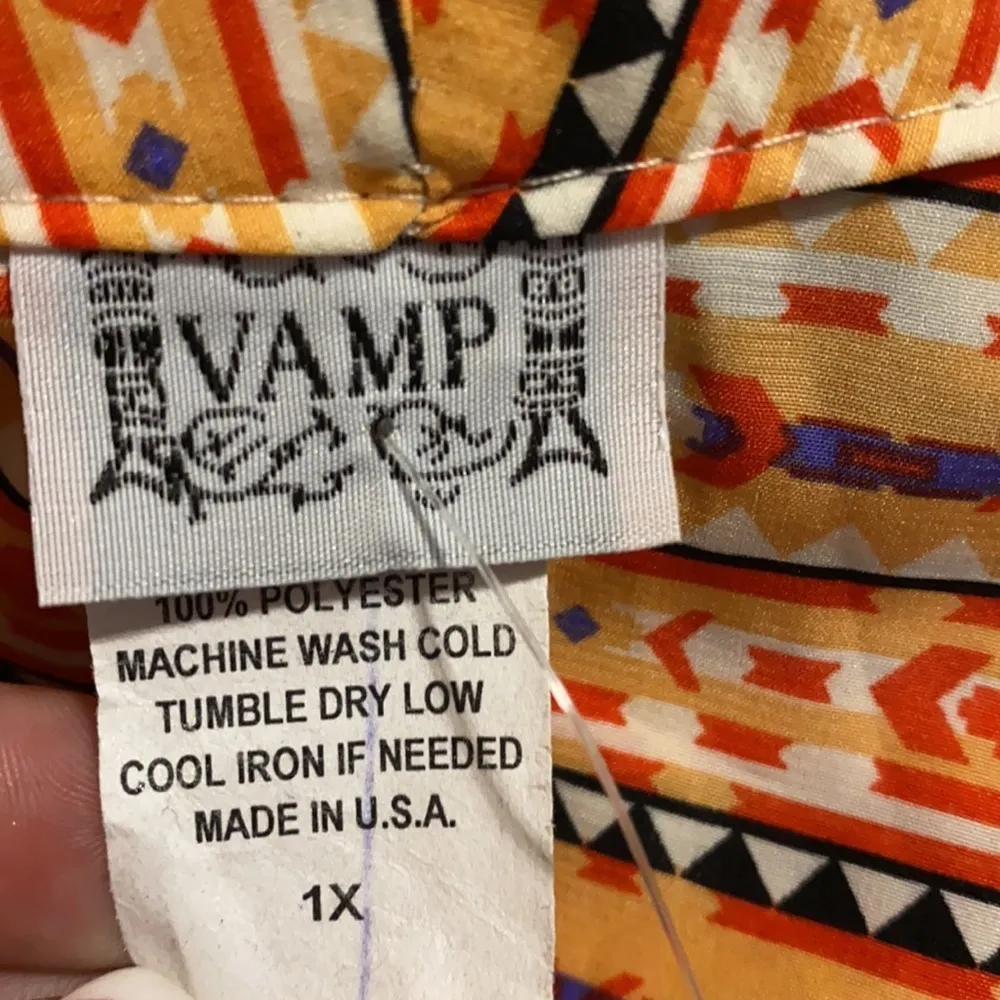 VAMP
100% POLYESTER
MACHINE WASH COLD
TUMBLE DRY LOW
COOL IRON IF NEEDED
MADE IN U.S.A.
1X